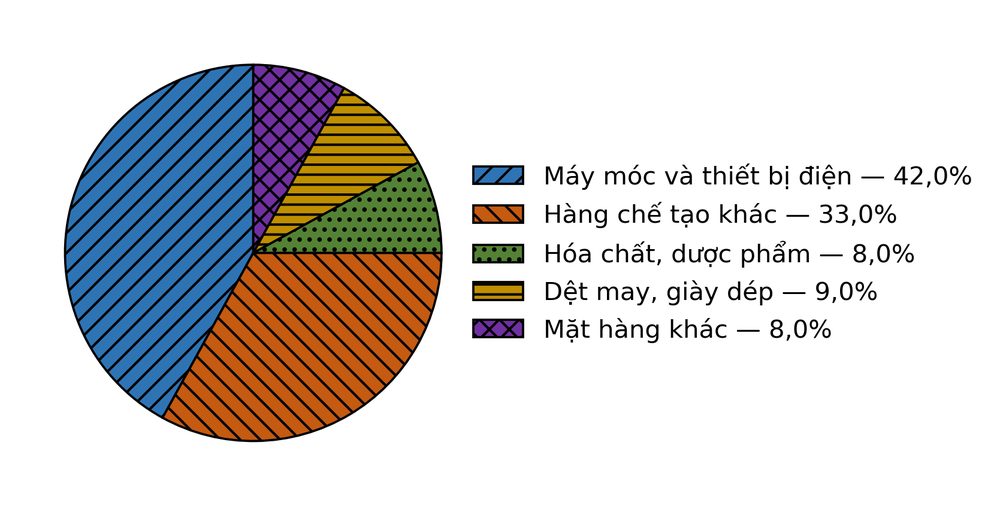 Máy móc và thiết bị điện — 42,0%
Hàng chế tạo khác — 33,0%
Hóa chất, dược phẩm — 8,0%
Dệt may, giày dép — 9,0%
Mặt hàng khác — 8,0%